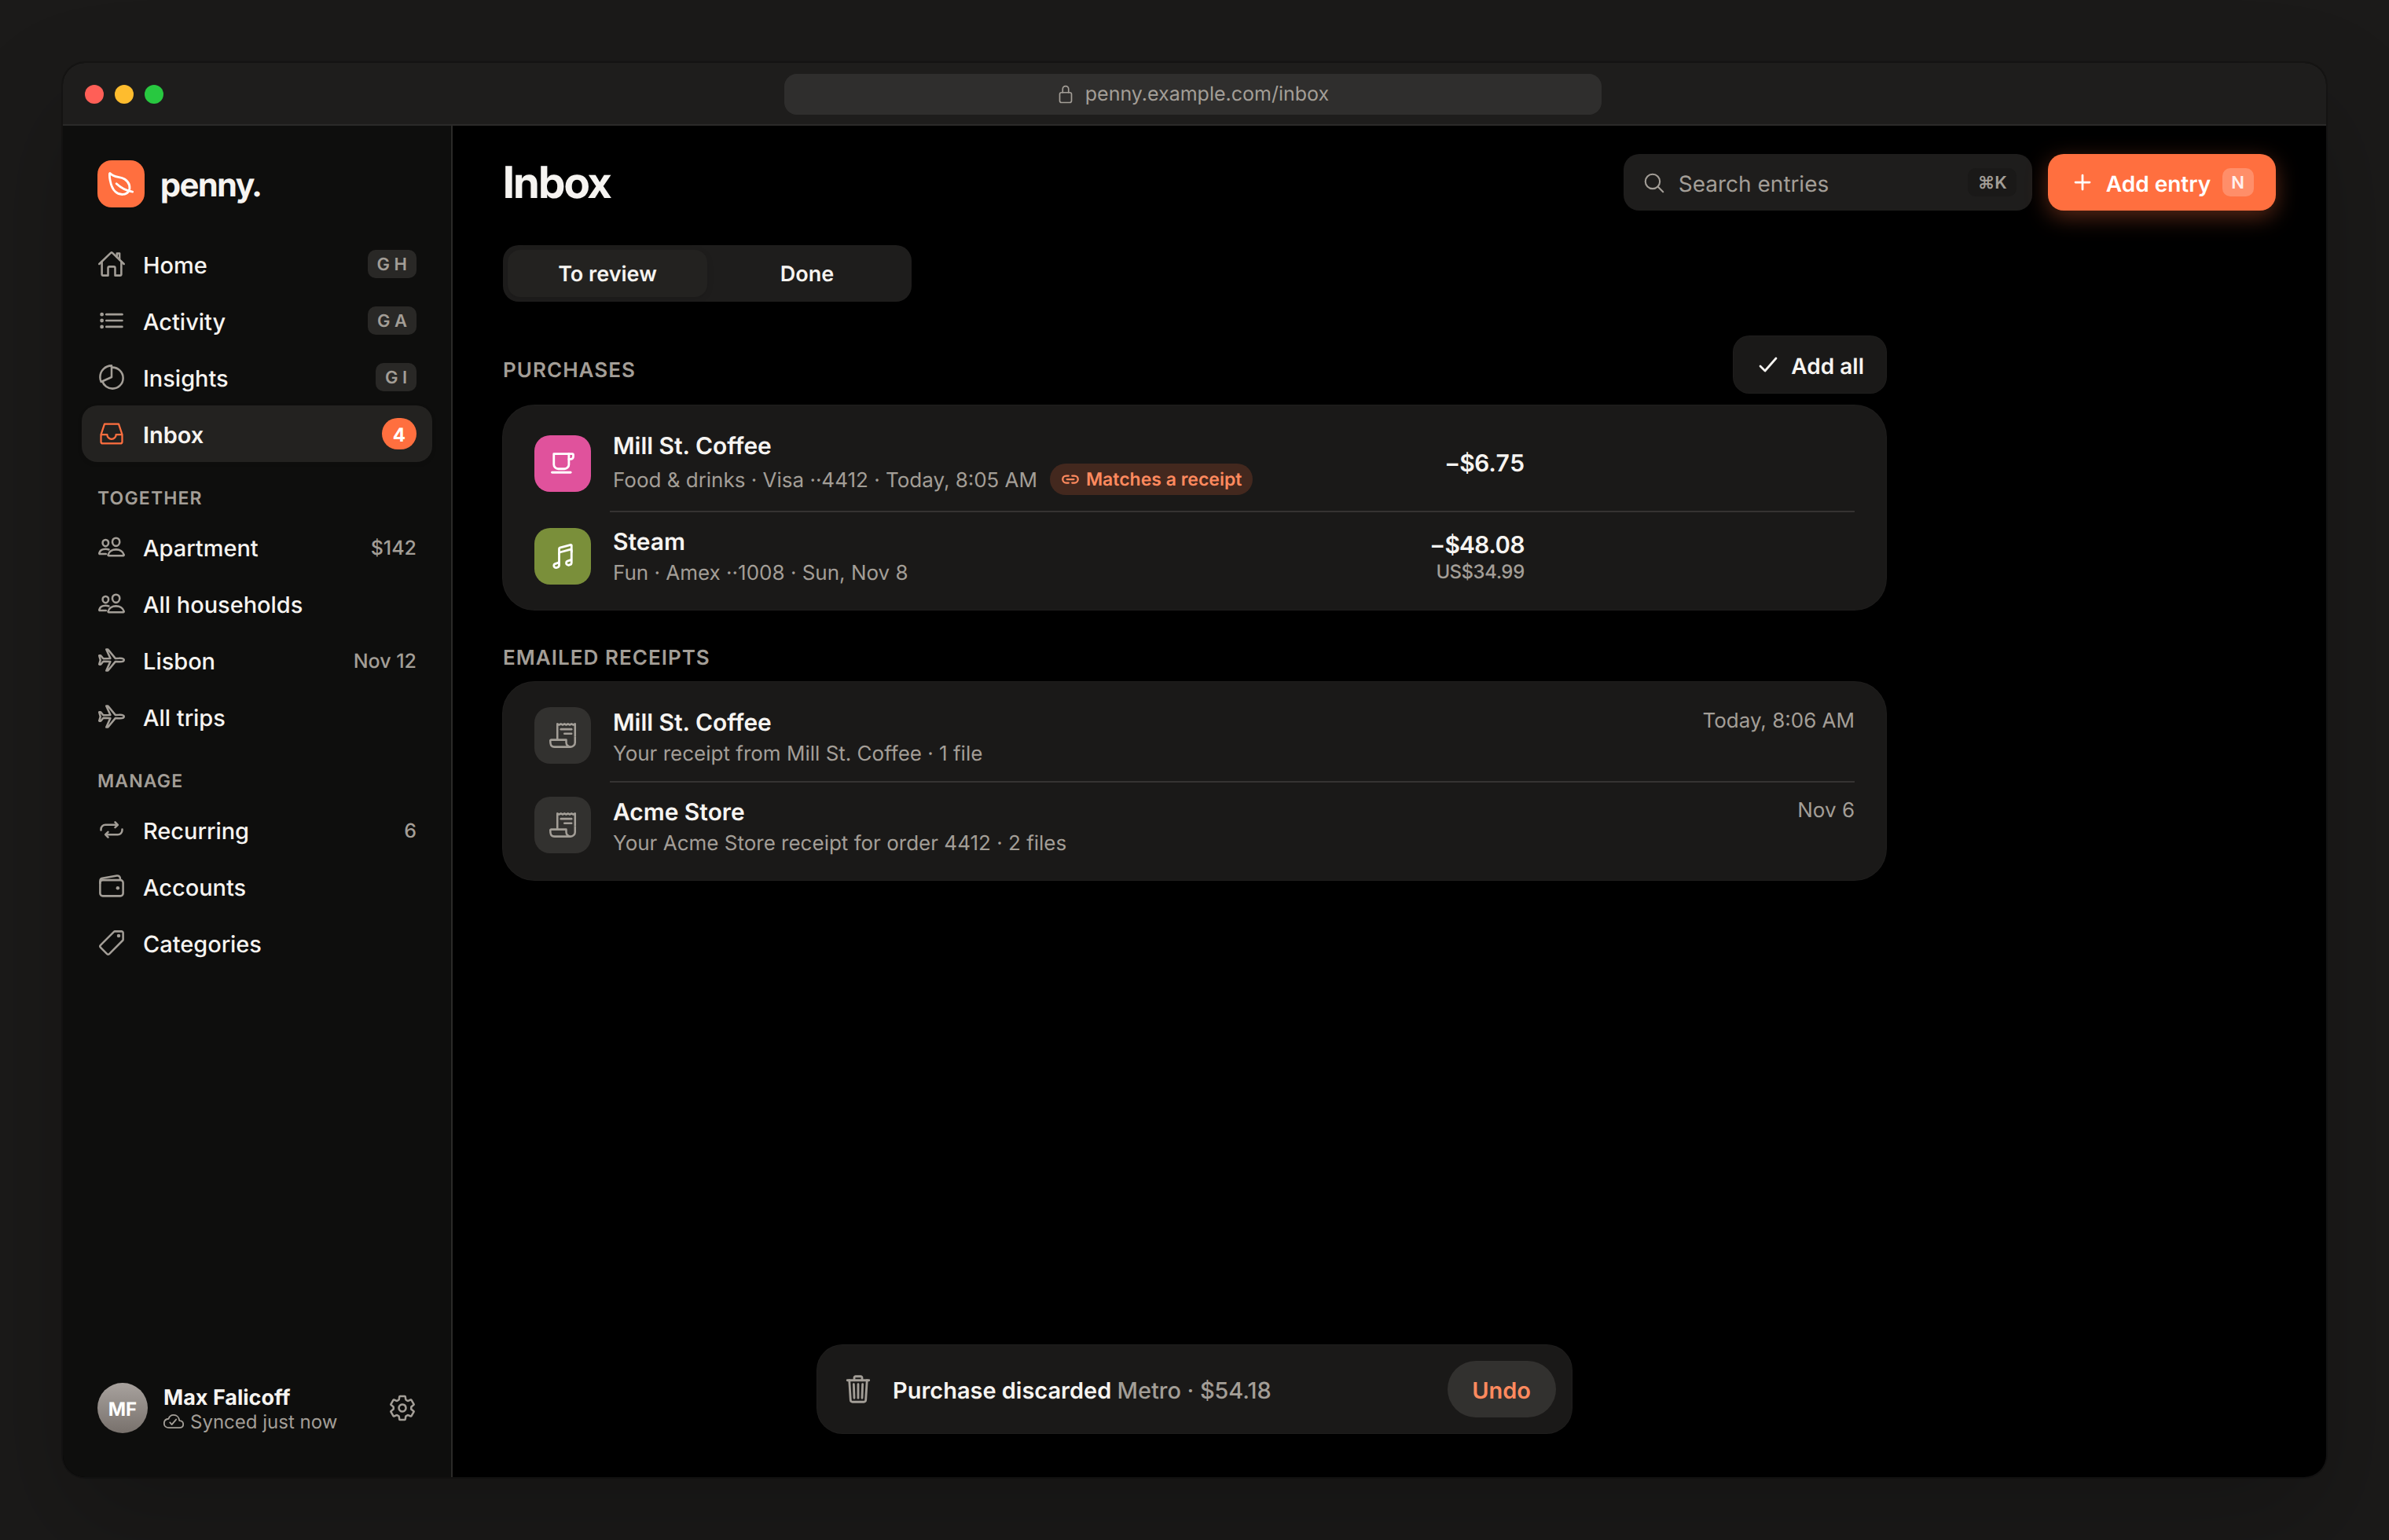 penny.example.com/inbox
penny.
Home G H
Activity G A
Insights G I
Inbox 4
TOGETHER
Apartment $142
All households
Lisbon Nov 12
All trips
MANAGE
Recurring 6
Accounts
Categories
MF
Max Falicoff
Synced just now
Inbox
Search entries ⌘K
Add entry N
To review Done
PURCHASES
Add all
Mill St. Coffee
Food & drinks · Visa ··4412 · Today, 8:05 AM Matches a receipt
−$6.75
Steam
Fun · Amex ··1008 · Sun, Nov 8
−$48.08
US$34.99
EMAILED RECEIPTS
Mill St. Coffee
Your receipt from Mill St. Coffee · 1 file
Today, 8:06 AM
Acme Store
Your Acme Store receipt for order 4412 · 2 files
Nov 6
Purchase discarded Metro · $54.18
Undo